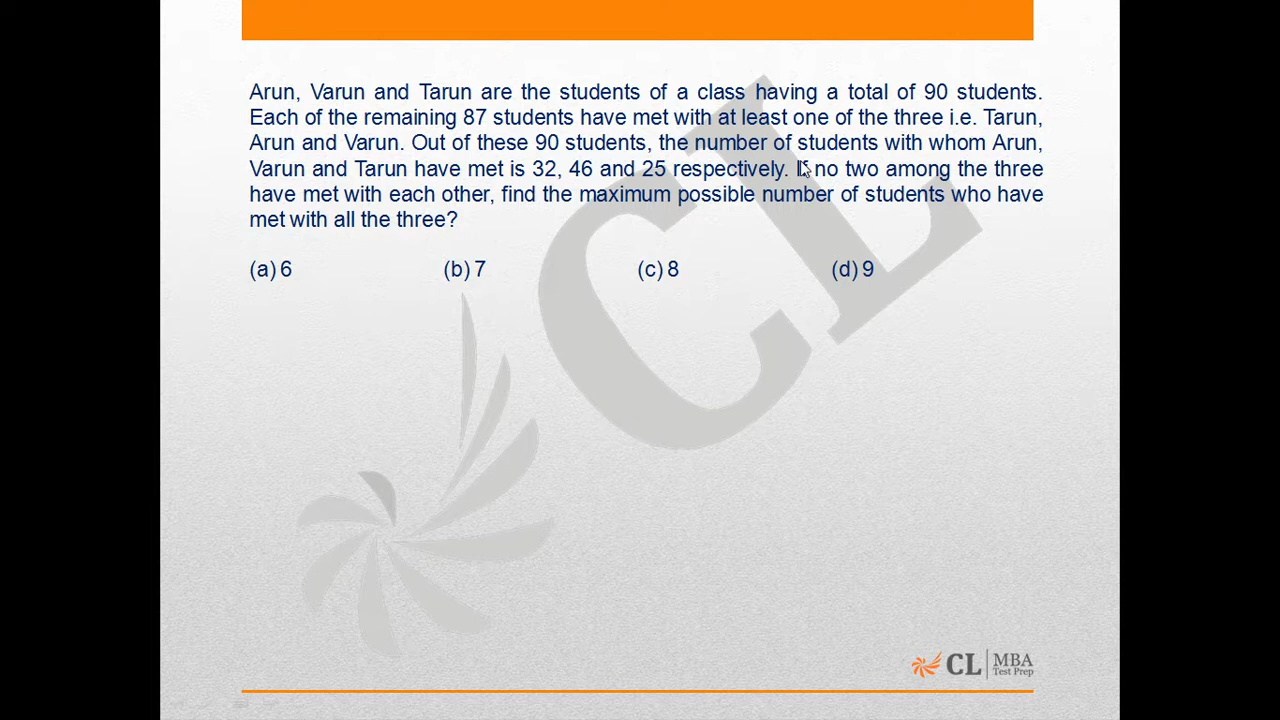 Arun, Varun and Tarun are the students of a class having a total of 90 students.
Each of the remaining 87 students have met with at least one of the three i.e. Tarun,
Arun and Varun. Out of these 90 students, the number of students with whom Arun,
Varun and Tarun have met is 32, 46 and 25 respectively. If no two among the three
have met with each other, find the maximum possible number of students who have
met with all the three?
(a) 6 (b) 7 (c) 8 (d) 9
CL
CL MBA
Test Prep